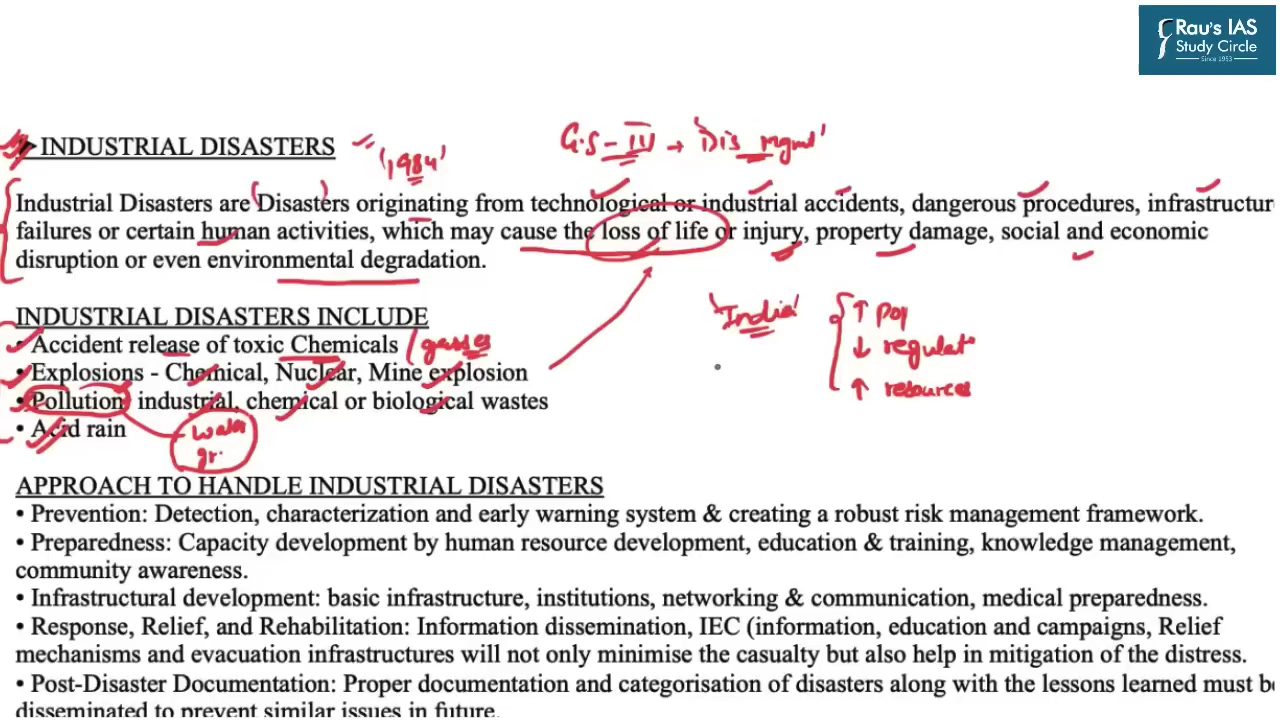 Rau's IAS
Study Circle
Since 1953
INDUSTRIAL DISASTERS
'1984'
G.S-III → 'Dis Mgmt'
Industrial Disasters are Disasters originating from technological or industrial accidents, dangerous procedures, infrastructur
failures or certain human activities, which may cause the loss of life or injury, property damage, social and economic
disruption or even environmental degradation.
INDUSTRIAL DISASTERS INCLUDE
• Accident release of toxic Chemicals / gasses
• Explosions - Chemical, Nuclear, Mine explosion
• Pollution: industrial, chemical or biological wastes
• Acid rain
water
gr.
'India'
↑ pop
↓ regulat
↑ resources
APPROACH TO HANDLE INDUSTRIAL DISASTERS
• Prevention: Detection, characterization and early warning system & creating a robust risk management framework.
• Preparedness: Capacity development by human resource development, education & training, knowledge management,
community awareness.
• Infrastructural development: basic infrastructure, institutions, networking & communication, medical preparedness.
• Response, Relief, and Rehabilitation: Information dissemination, IEC (information, education and campaigns, Relief
mechanisms and evacuation infrastructures will not only minimise the casualty but also help in mitigation of the distress.
• Post-Disaster Documentation: Proper documentation and categorisation of disasters along with the lessons learned must be
disseminated to prevent similar issues in future.